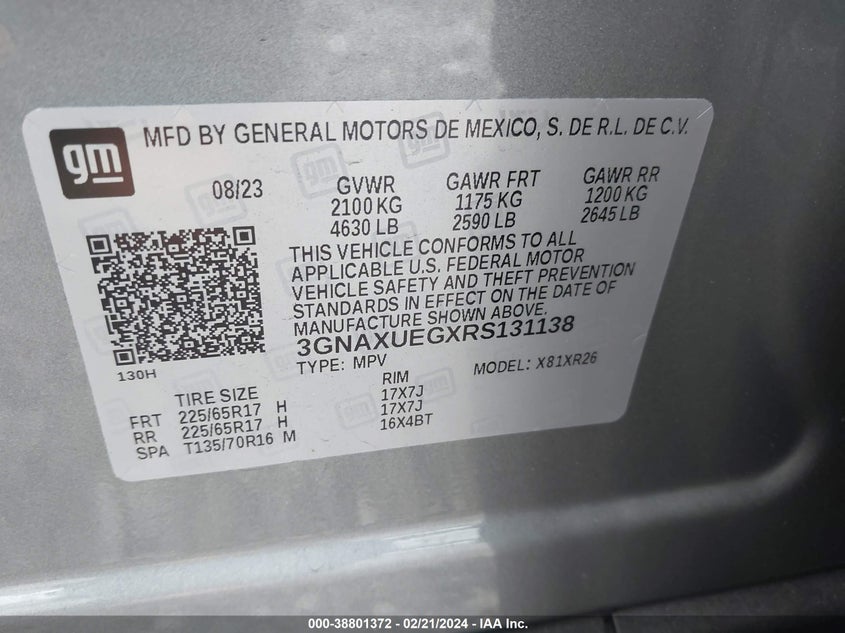 gm
MFD BY GENERAL MOTORS DE MEXICO, S. DE R.L. DE C.V.
08/23
GVWR
2100 KG
4630 LB
GAWR FRT
1175 KG
2590 LB
GAWR RR
1200 KG
2645 LB
THIS VEHICLE CONFORMS TO ALL
APPLICABLE U.S. FEDERAL MOTOR
VEHICLE SAFETY AND THEFT PREVENTION
STANDARDS IN EFFECT ON THE DATE OF
MANUFACTURE SHOWN ABOVE.
3GNAXUEGXRS131138
TYPE: MPV
MODEL: X81XR26
130H
TIRE SIZE
RIM
FRT 225/65R17 H 17X7J
RR 225/65R17 H 17X7J
SPA T135/70R16 M 16X4BT
000-38801372 - 02/21/2024 - IAA Inc.